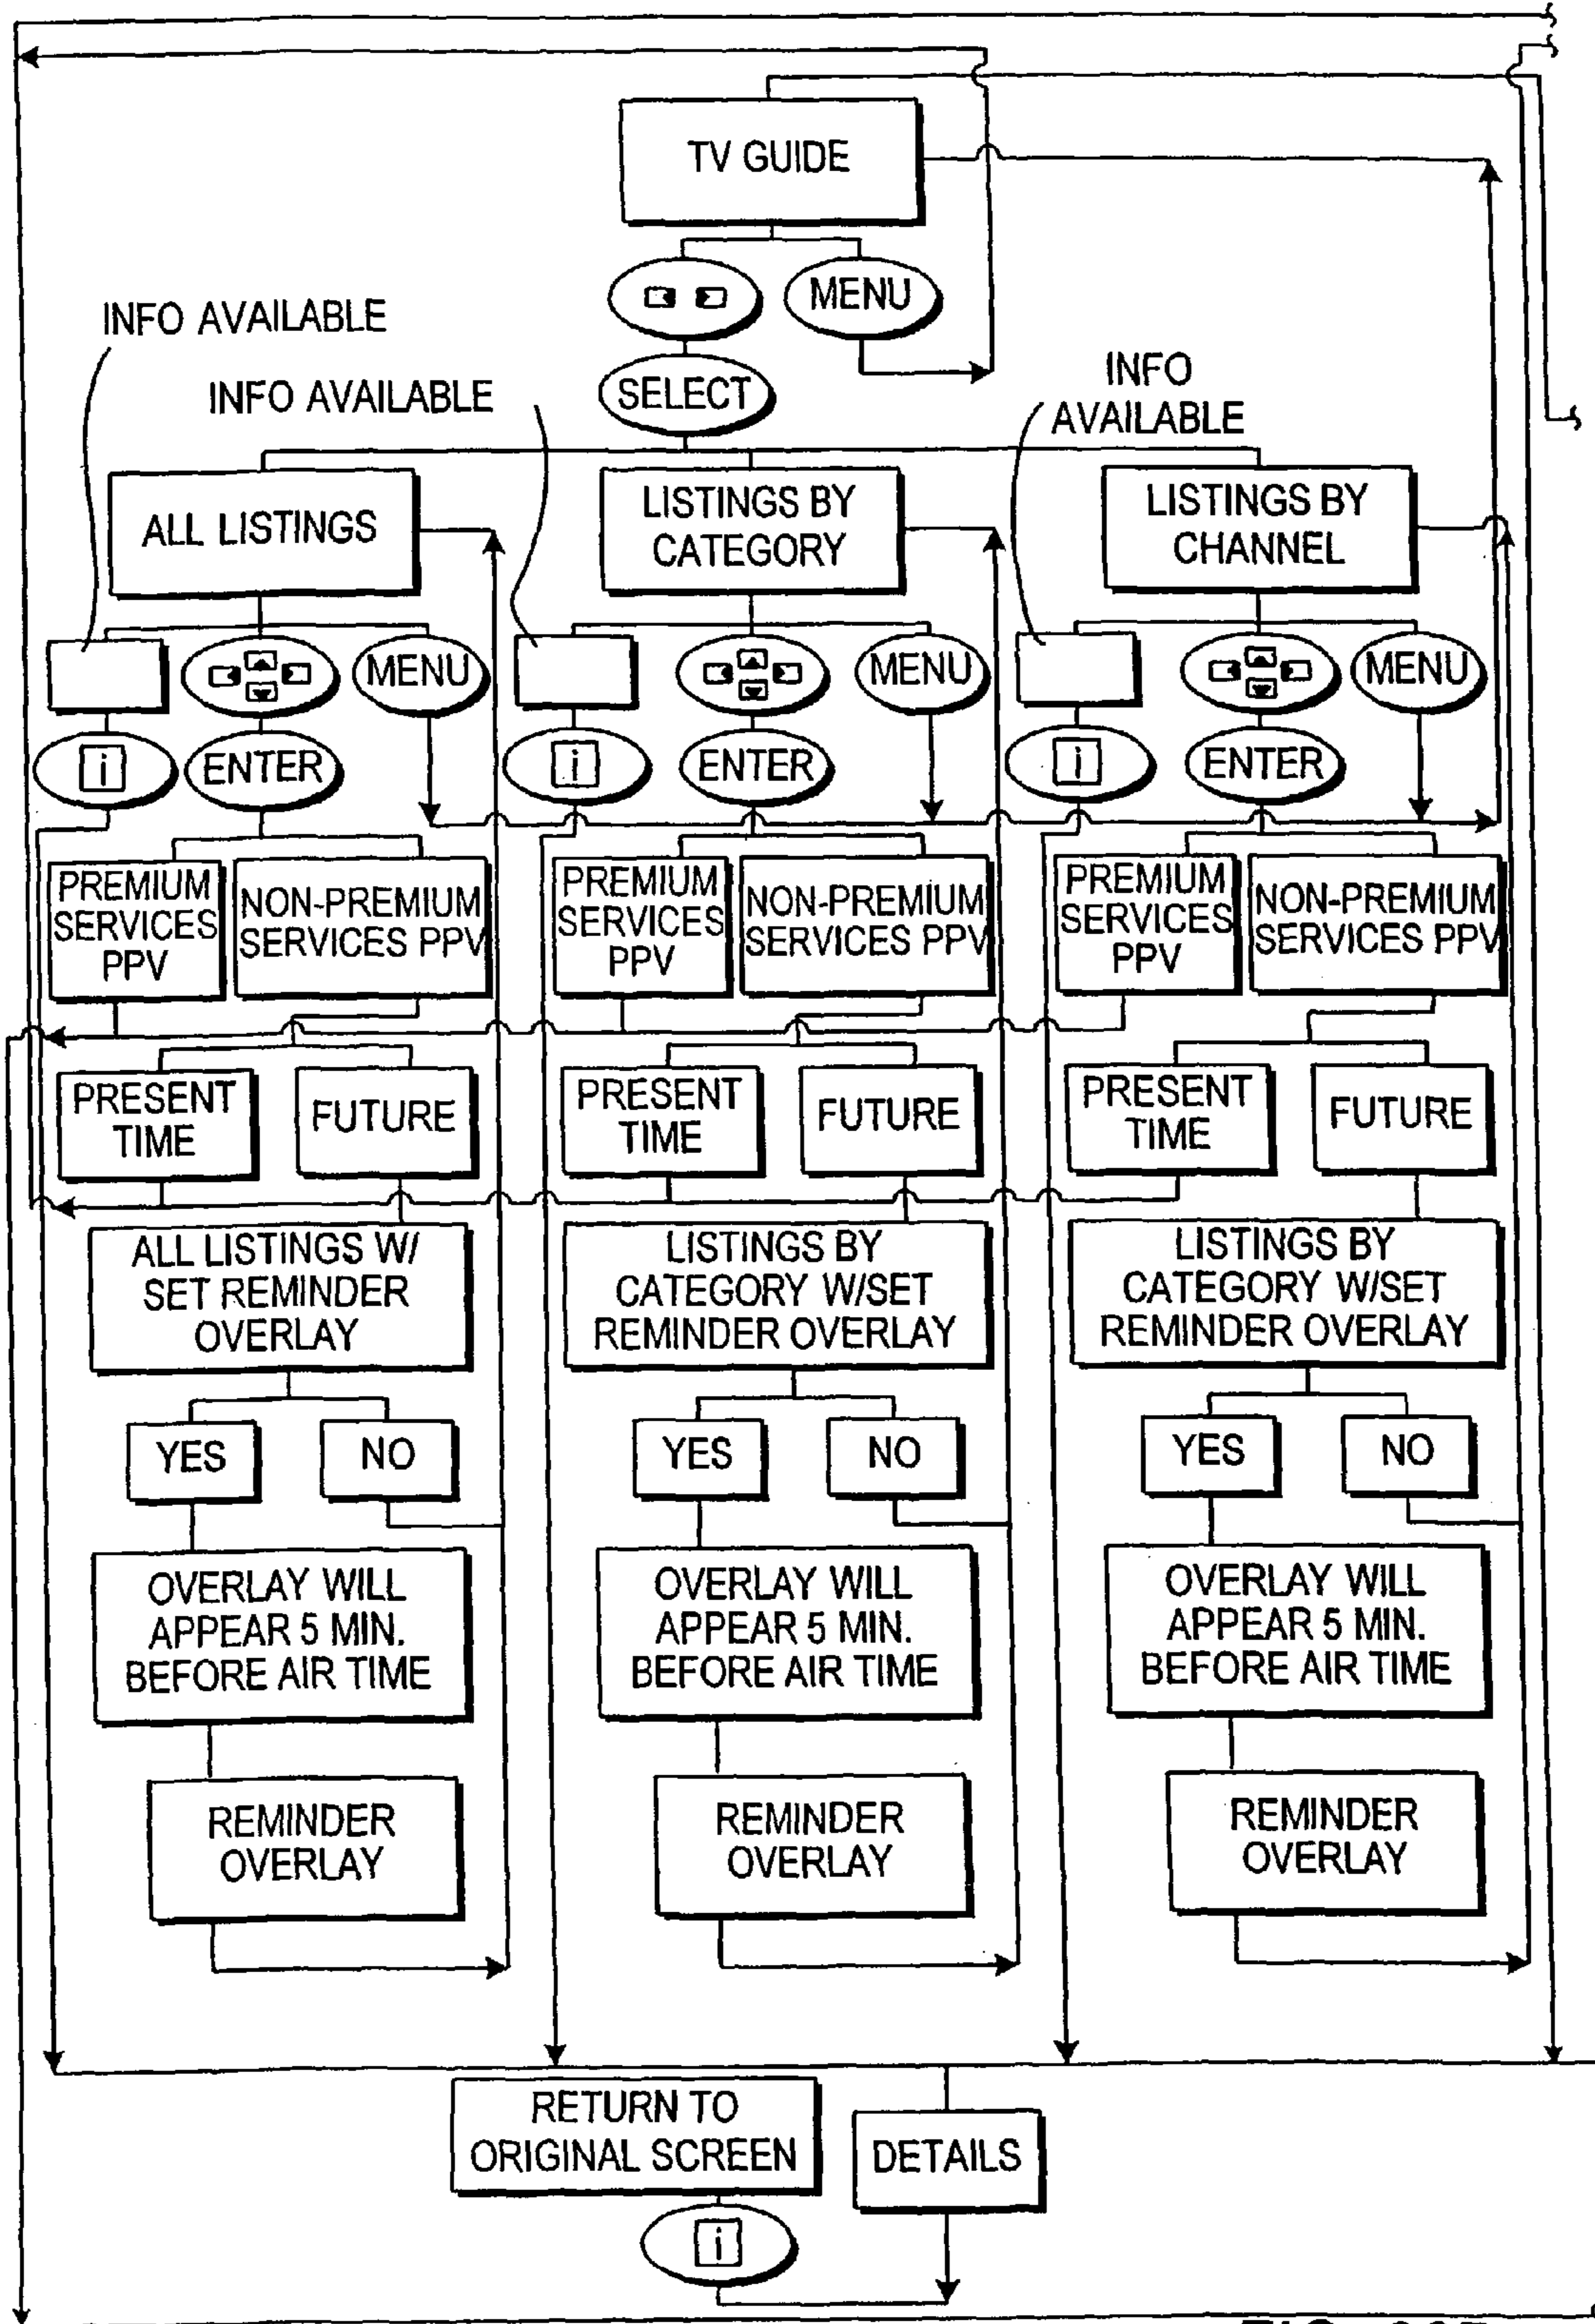 TV GUIDE
MENU
INFO AVAILABLE
INFO AVAILABLE
SELECT
INFO
AVAILABLE
ALL LISTINGS
LISTINGS BY
CATEGORY
LISTINGS BY
CHANNEL
MENU
MENU
MENU
i
ENTER
i
ENTER
i
ENTER
PREMIUM
SERVICES
PPV
NON-PREMIUM
SERVICES PPV
PREMIUM
SERVICES
PPV
NON-PREMIUM
SERVICES PPV
PREMIUM
SERVICES
PPV
NON-PREMIUM
SERVICES PPV
PRESENT
TIME
FUTURE
PRESENT
TIME
FUTURE
PRESENT
TIME
FUTURE
ALL LISTINGS W/
SET REMINDER
OVERLAY
LISTINGS BY
CATEGORY W/SET
REMINDER OVERLAY
LISTINGS BY
CATEGORY W/SET
REMINDER OVERLAY
YES
NO
YES
NO
YES
NO
OVERLAY WILL
APPEAR 5 MIN.
BEFORE AIR TIME
OVERLAY WILL
APPEAR 5 MIN.
BEFORE AIR TIME
OVERLAY WILL
APPEAR 5 MIN.
BEFORE AIR TIME
REMINDER
OVERLAY
REMINDER
OVERLAY
REMINDER
OVERLAY
RETURN TO
ORIGINAL SCREEN
DETAILS
i